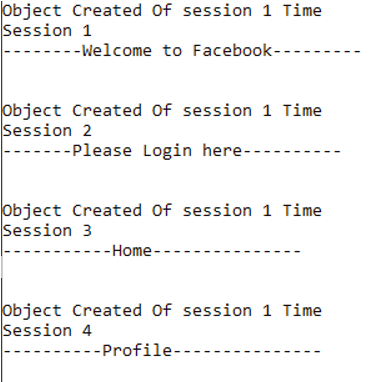 Object Created Of session 1 Time
Session 1
--------Welcome to Facebook---------
Object Created Of session 1 Time
Session 2
-------Please Login here----------
Object Created Of session 1 Time
Session 3
-----------Home---------------
Object Created Of session 1 Time
Session 4
----------Profile---------------